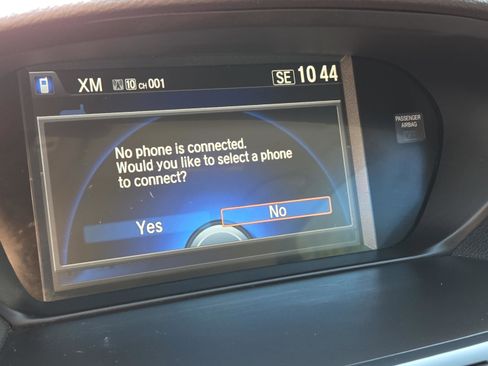 XM 10 CH 001 SE 10 44
No phone is connected.
Would you like to select a phone
to connect?
Yes No
PASSENGER
AIRBAG